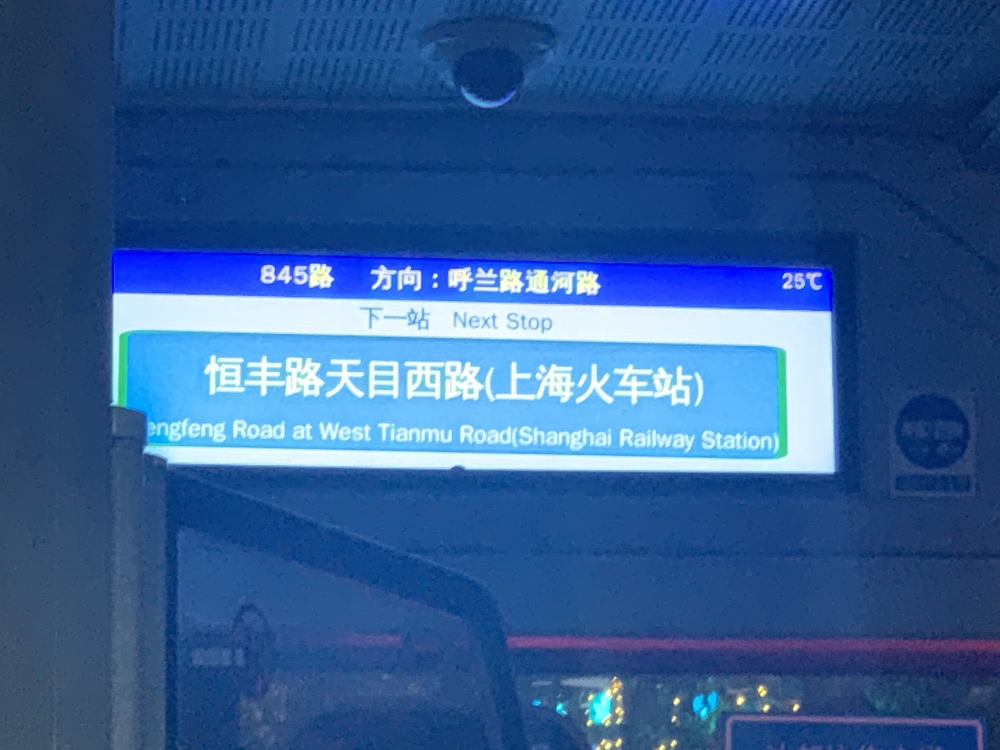 845路 方向：呼兰路通河路 25℃
下一站 Next Stop
恒丰路天目西路(上海火车站)
engfeng Road at West Tianmu Road(Shanghai Railway Station)